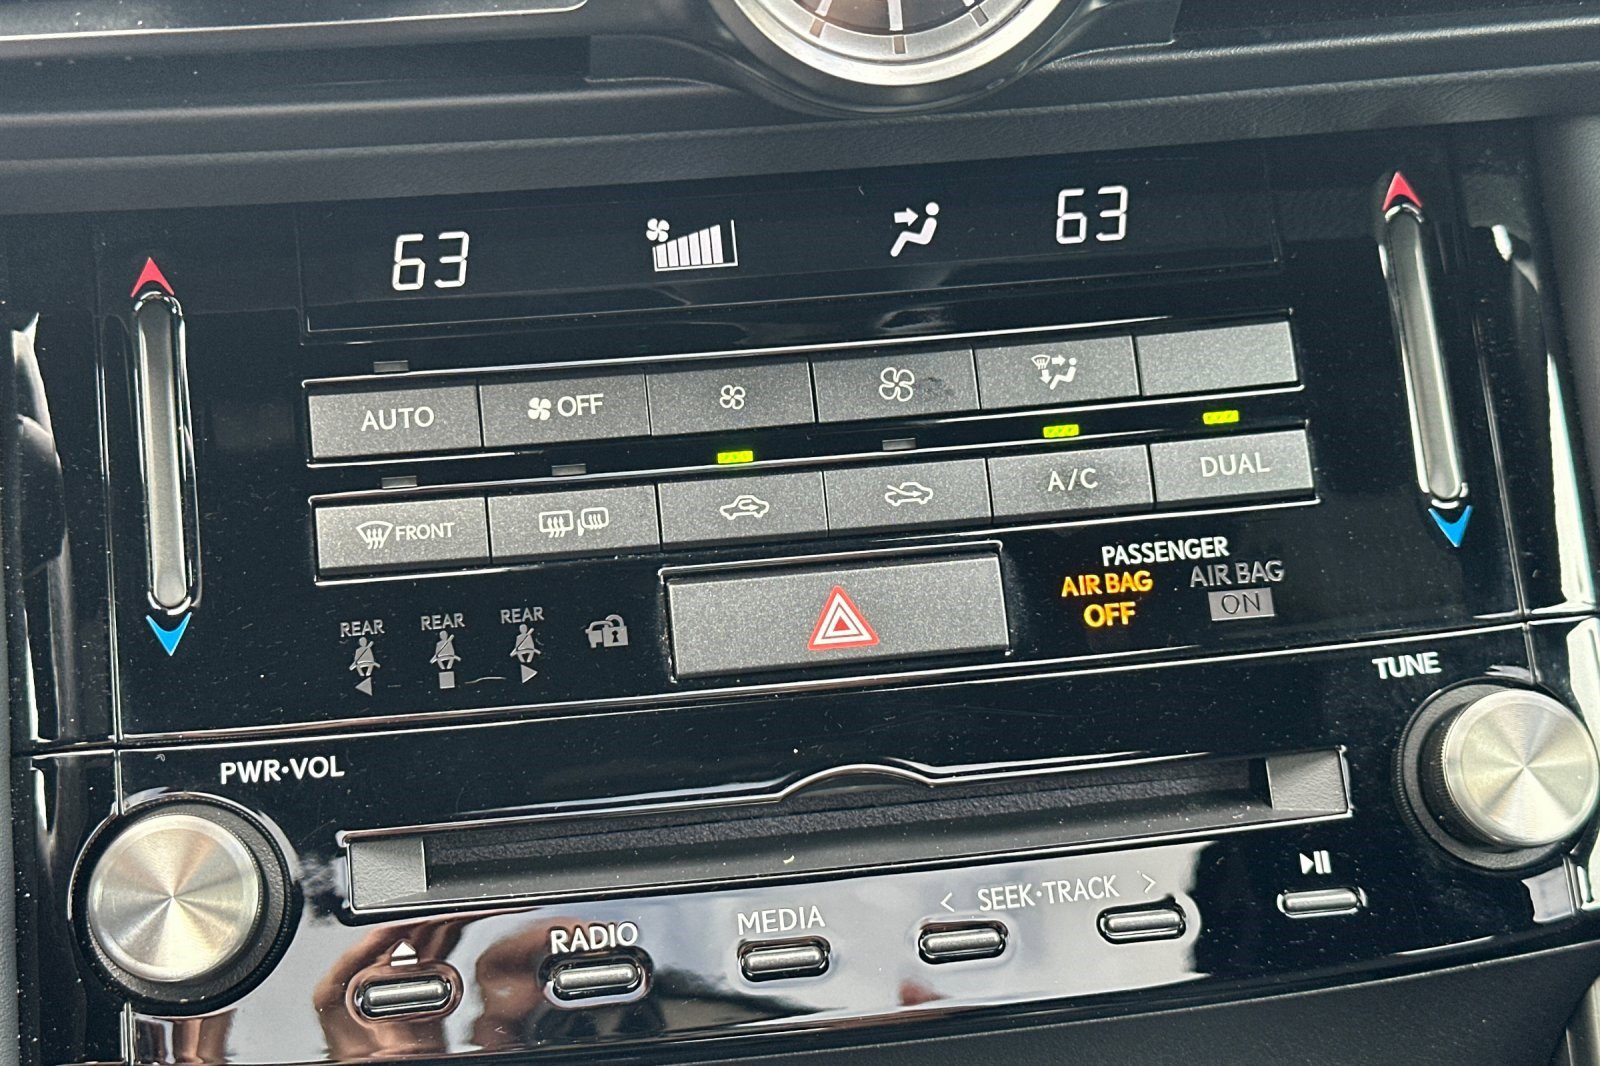 63
63
AUTO
OFF
FRONT
A/C
DUAL
PASSENGER
AIR BAG
OFF
AIR BAG
ON
REAR
REAR
REAR
TUNE
PWR•VOL
< SEEK•TRACK >
MEDIA
RADIO